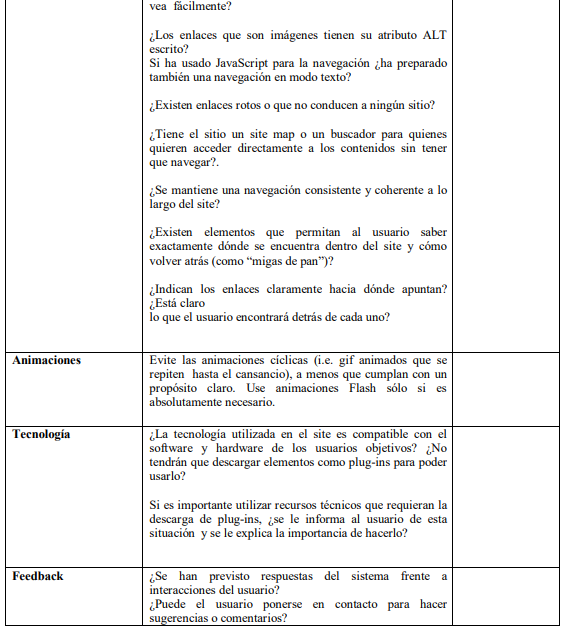 vea fácilmente?
¿Los enlaces que son imágenes tienen su atributo ALT
escrito?
Si ha usado JavaScript para la navegación ¿ha preparado
también una navegación en modo texto?
¿Existen enlaces rotos o que no conducen a ningún sitio?
¿Tiene el sitio un site map o un buscador para quienes
quieren acceder directamente a los contenidos sin tener
que navegar?.
¿Se mantiene una navegación consistente y coherente a lo
largo del site?
¿Existen elementos que permitan al usuario saber
exactamente dónde se encuentra dentro del site y cómo
volver atrás (como “migas de pan”)?
¿Indican los enlaces claramente hacia dónde apuntan?
¿Está claro
lo que el usuario encontrará detrás de cada uno?
Animaciones
Evite las animaciones cíclicas (i.e. gif animados que se
repiten hasta el cansancio), a menos que cumplan con un
propósito claro. Use animaciones Flash sólo si es
absolutamente necesario.
Tecnología
¿La tecnología utilizada en el site es compatible con el
software y hardware de los usuarios objetivos? ¿No
tendrán que descargar elementos como plug-ins para poder
usarlo?
Si es importante utilizar recursos técnicos que requieran la
descarga de plug-ins, ¿se le informa al usuario de esta
situación y se le explica la importancia de hacerlo?
Feedback
¿Se han previsto respuestas del sistema frente a
interacciones del usuario?
¿Puede el usuario ponerse en contacto para hacer
sugerencias o comentarios?